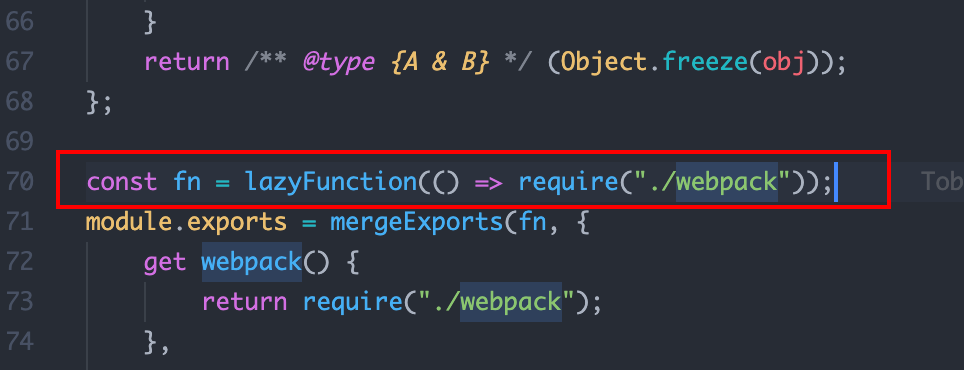 66 }
67 return /** @type {A & B} */ (Object.freeze(obj));
68 };
69
70 const fn = lazyFunction(() => require("./webpack")); Tob
71 module.exports = mergeExports(fn, {
72 get webpack() {
73 return require("./webpack");
74 },